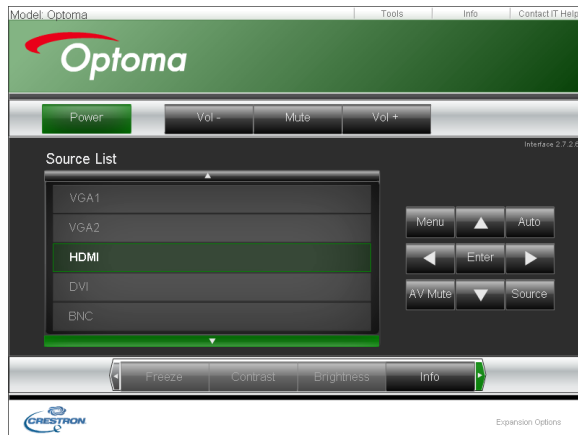 Model: Optoma
Tools Info Contact IT Help
Optoma
Power Vol - Mute Vol +
Interface 2.7.2.6
Source List
VGA1
VGA2
HDMI
DVI
BNC
Menu Auto
Enter
AV Mute Source
Freeze Contrast Brightness Info
CRESTRON
Expansion Options